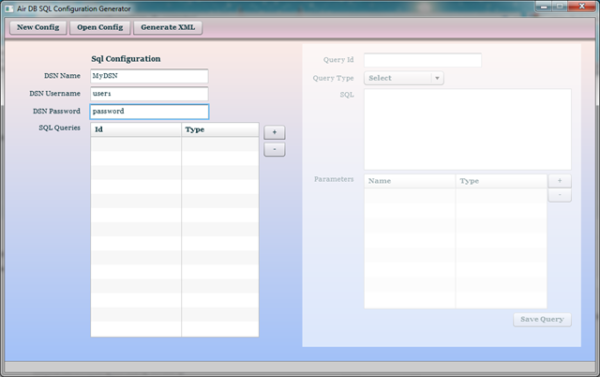 Air DB SQL Configuration Generator
New Config Open Config Generate XML
Sql Configuration
DSN Name MyDSN
DSN Username users
DSN Password password
SQL Queries Id Type
+
-
Query Id
Query Type Select
SQL
Parameters Name Type
+
-
Save Query